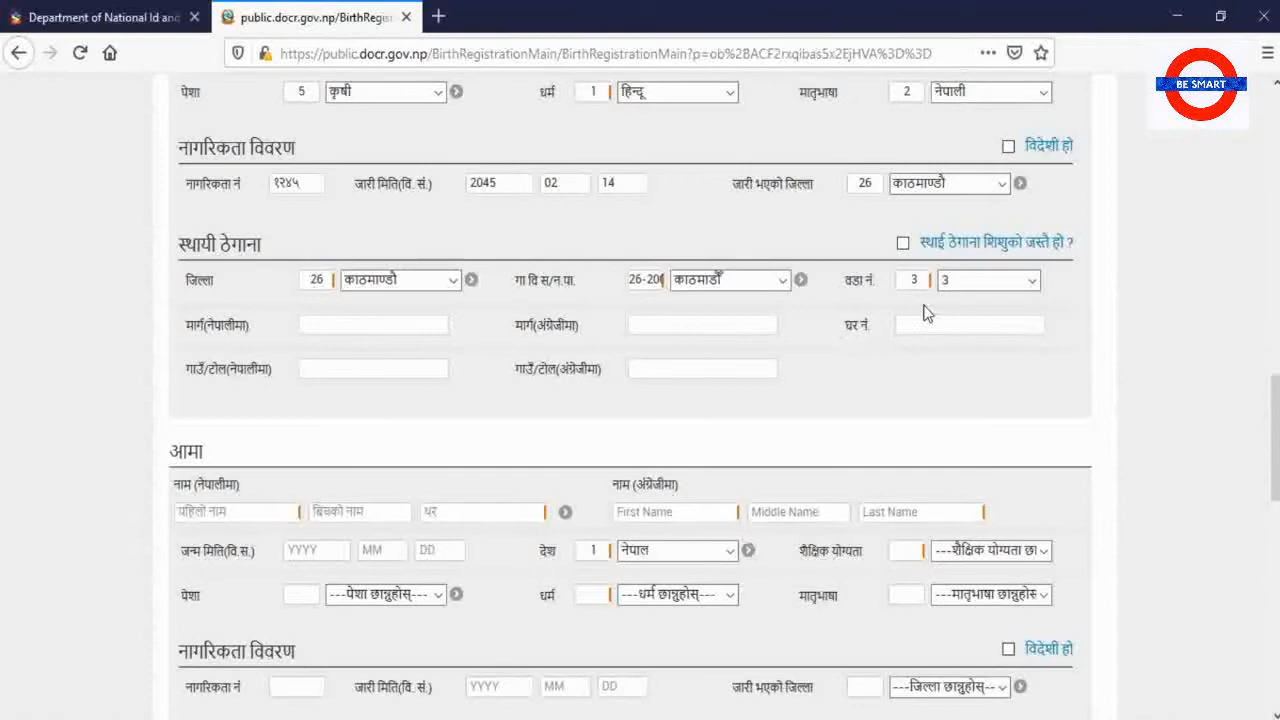 Department of National Id and
public.docr.gov.np/BirthRegis
https://public.docr.gov.np/BirthRegistrationMain/BirthRegistrationMain?p=ob%2BACF2rxqibas5x2EjHVA%3D%3D
BE SMART
पेशा 5 कृषी धर्म 1 हिन्दू मातृभाषा 2 नेपाली
नागरिकता विवरण विदेशी हो
नागरिकता नं १२४५ जारी मिति(वि. सं.) 2045 02 14 जारी भएको जिल्ला 26 काठमाण्डौ
स्थायी ठेगाना स्थाई ठेगाना शिशुको जस्तै हो ?
जिल्ला 26 काठमाण्डौ गा वि स/न.पा. 26-20 काठमाडौँ वडा नं. 3 3
मार्ग(नेपालीमा) मार्ग(अंग्रेजीमा) घर नं.
गाउँ/टोल(नेपालीमा) गाउँ/टोल(अंग्रेजीमा)
आमा
नाम (नेपालीमा) नाम (अंग्रेजीमा)
पहिलो नाम बिचको नाम थर First Name Middle Name Last Name
जन्म मिति(वि.स.) YYYY MM DD देश 1 नेपाल शैक्षिक योग्यता ---शैक्षिक योग्यता छा
पेशा ---पेशा छान्नुहोस्--- धर्म ---धर्म छान्नुहोस्--- मातृभाषा ---मातृभाषा छान्नुहोस
नागरिकता विवरण विदेशी हो
नागरिकता नं जारी मिति(वि. सं.) YYYY MM DD जारी भएको जिल्ला ---जिल्ला छान्नुहोस्--